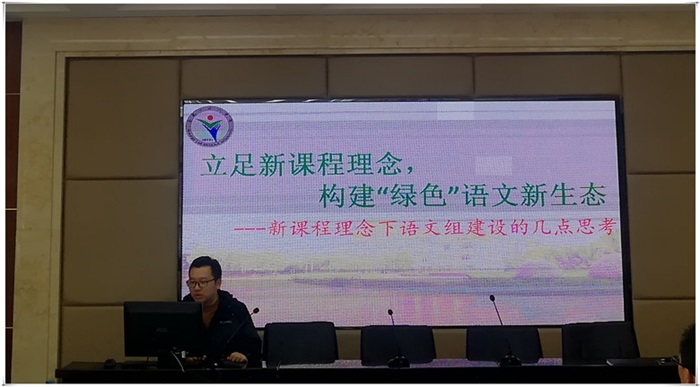 立足新课程理念，
构建“绿色”语文新生态
---新课程理念下语文组建设的几点思考